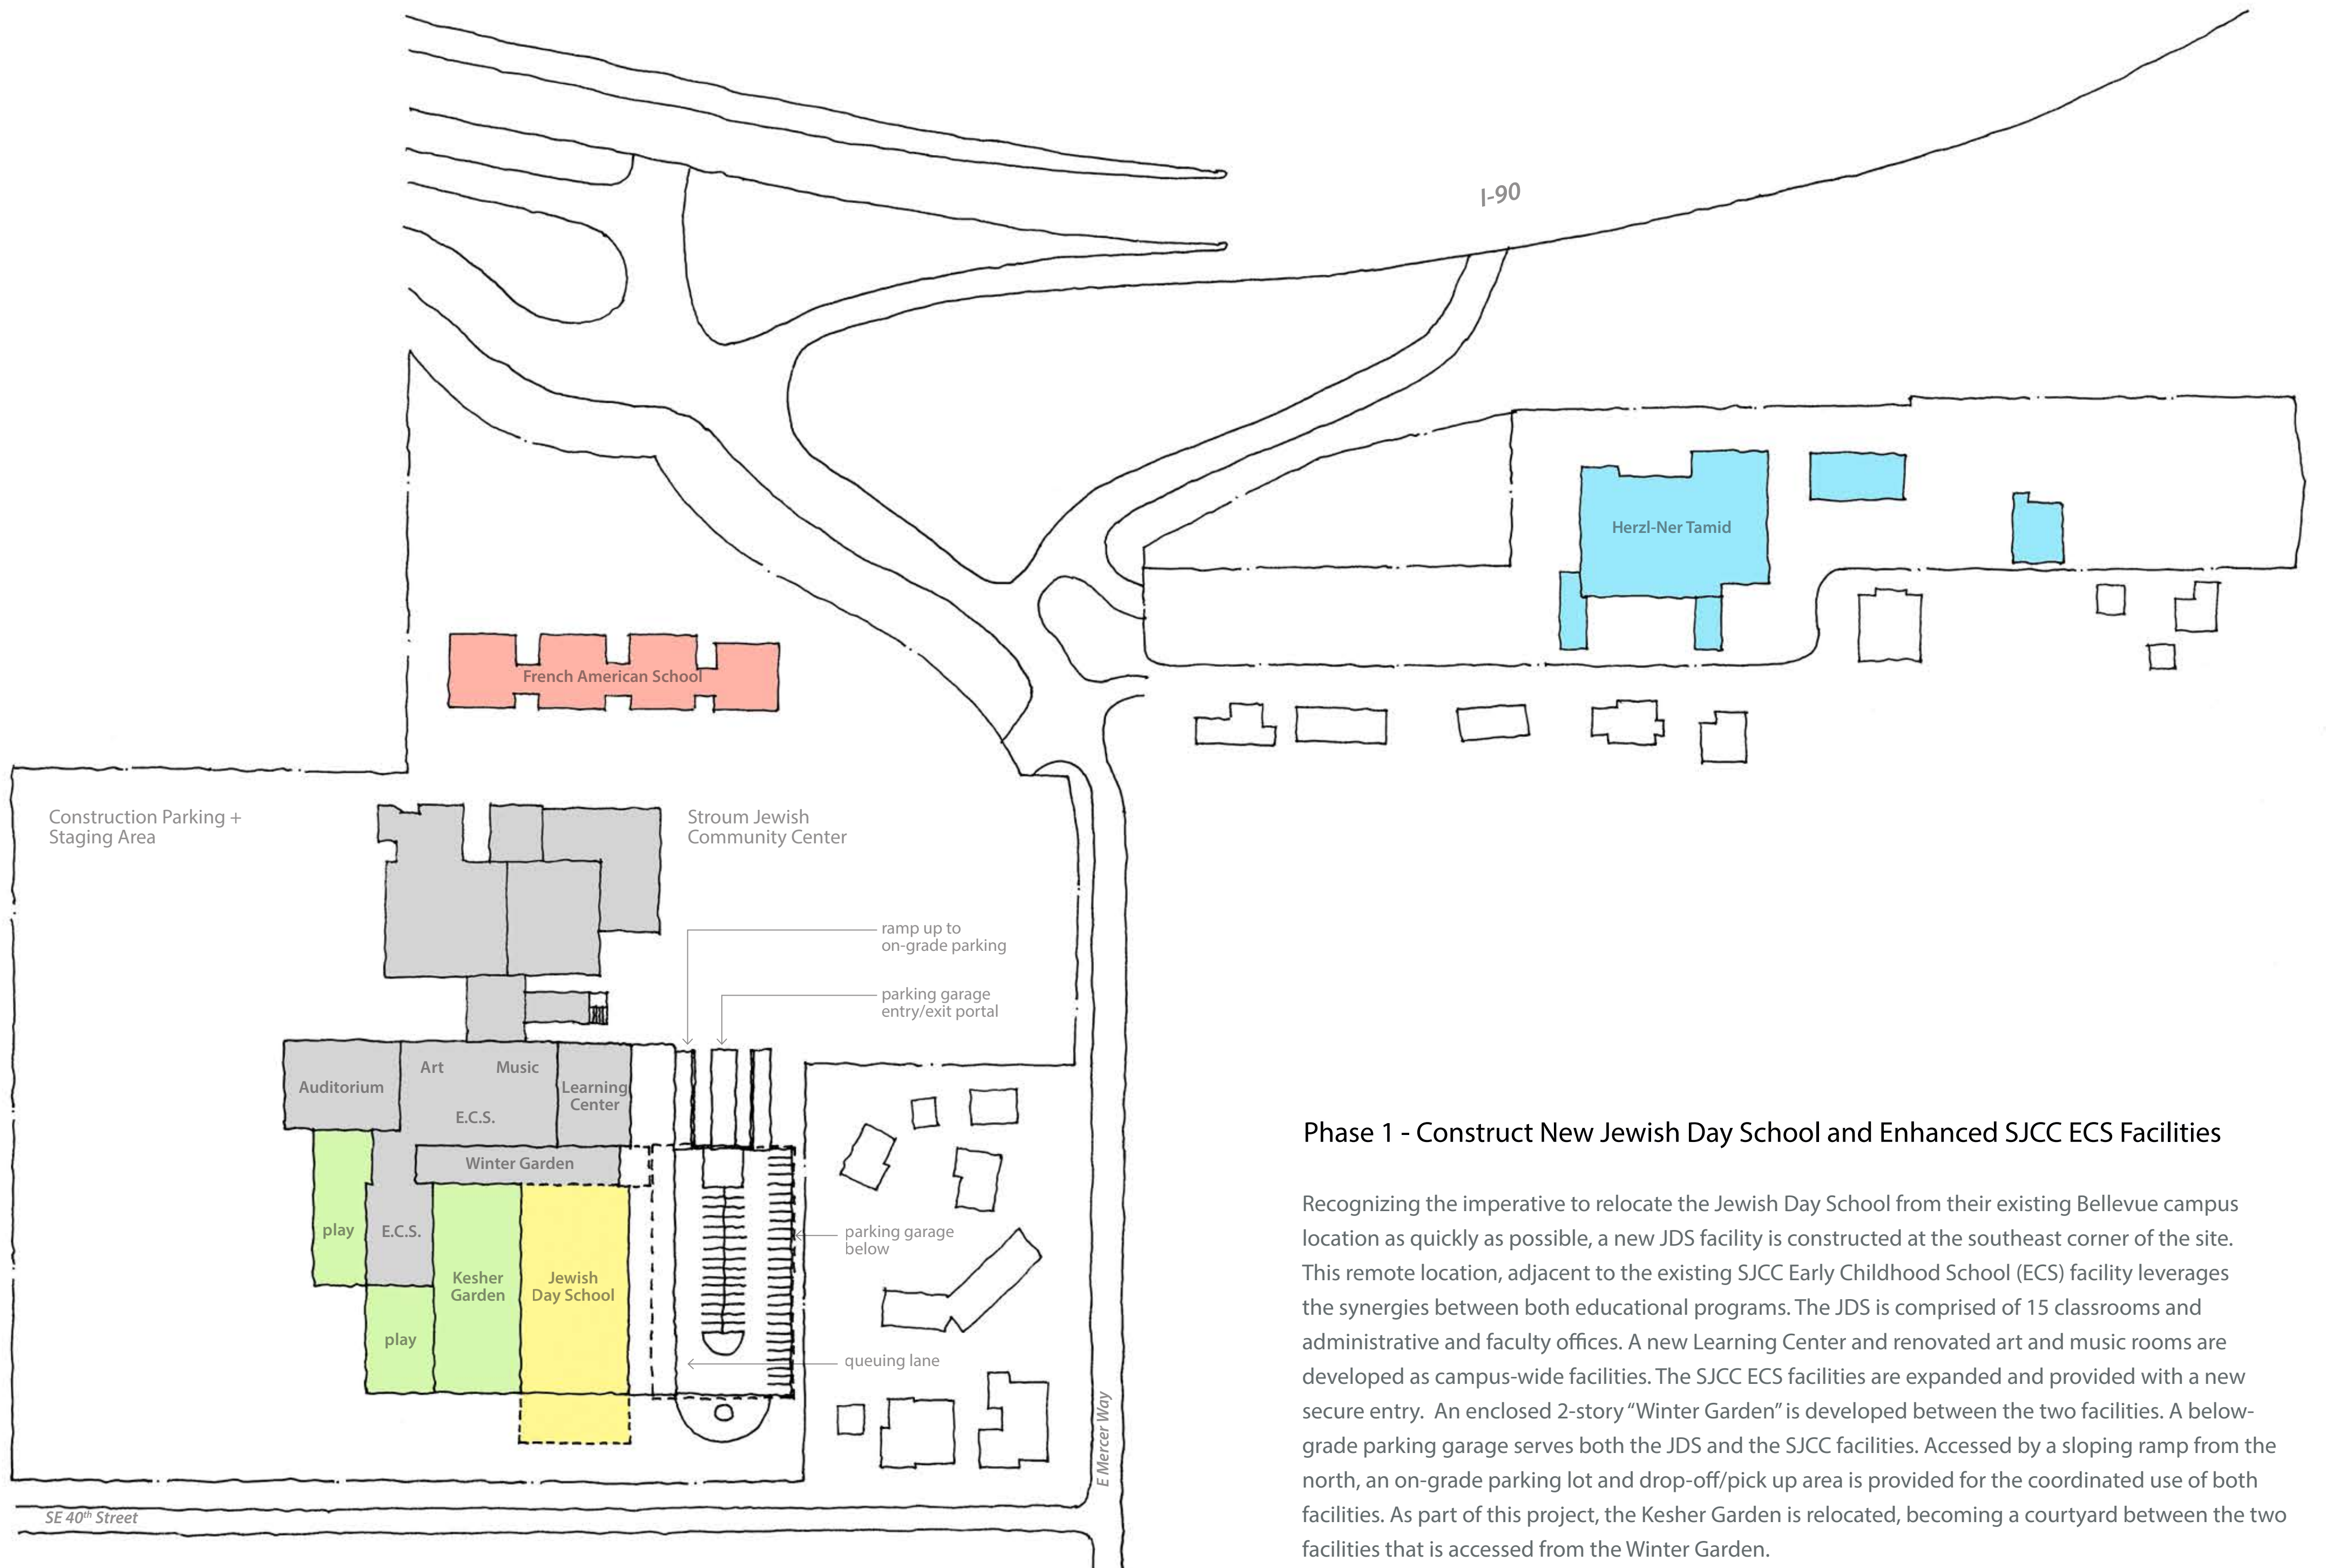 I-90
Herzl-Ner Tamid
French American School
Construction Parking +
Staging Area
Stroum Jewish
Community Center
ramp up to
on-grade parking
parking garage
entry/exit portal
Art
Music
Auditorium
Learning
Center
E.C.S.
Winter Garden
play
E.C.S.
Kesher
Garden
Jewish
Day School
parking garage
below
play
queuing lane
E Mercer Way
SE 40th Street
Phase 1 - Construct New Jewish Day School and Enhanced SJCC ECS Facilities
Recognizing the imperative to relocate the Jewish Day School from their existing Bellevue campus
location as quickly as possible, a new JDS facility is constructed at the southeast corner of the site.
This remote location, adjacent to the existing SJCC Early Childhood School (ECS) facility leverages
the synergies between both educational programs. The JDS is comprised of 15 classrooms and
administrative and faculty offices. A new Learning Center and renovated art and music rooms are
developed as campus-wide facilities. The SJCC ECS facilities are expanded and provided with a new
secure entry.  An enclosed 2-story “Winter Garden” is developed between the two facilities. A below-
grade parking garage serves both the JDS and the SJCC facilities. Accessed by a sloping ramp from the
north, an on-grade parking lot and drop-off/pick up area is provided for the coordinated use of both
facilities. As part of this project, the Kesher Garden is relocated, becoming a courtyard between the two
facilities that is accessed from the Winter Garden.